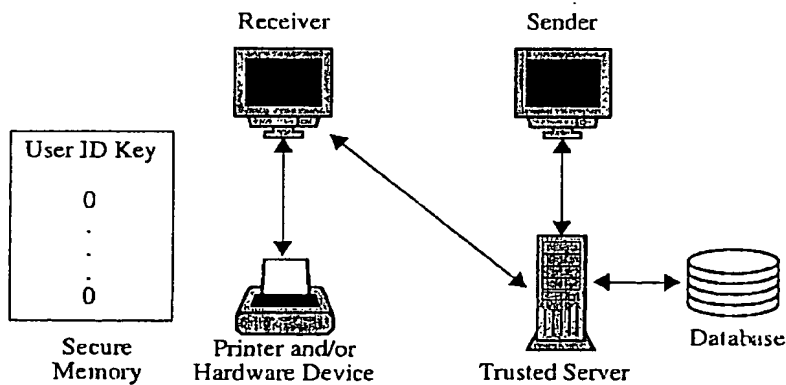 Receiver
Sender
User ID Key
0
.
.
.
0
Secure
Memory
Printer and/or
Hardware Device
Trusted Server
Database